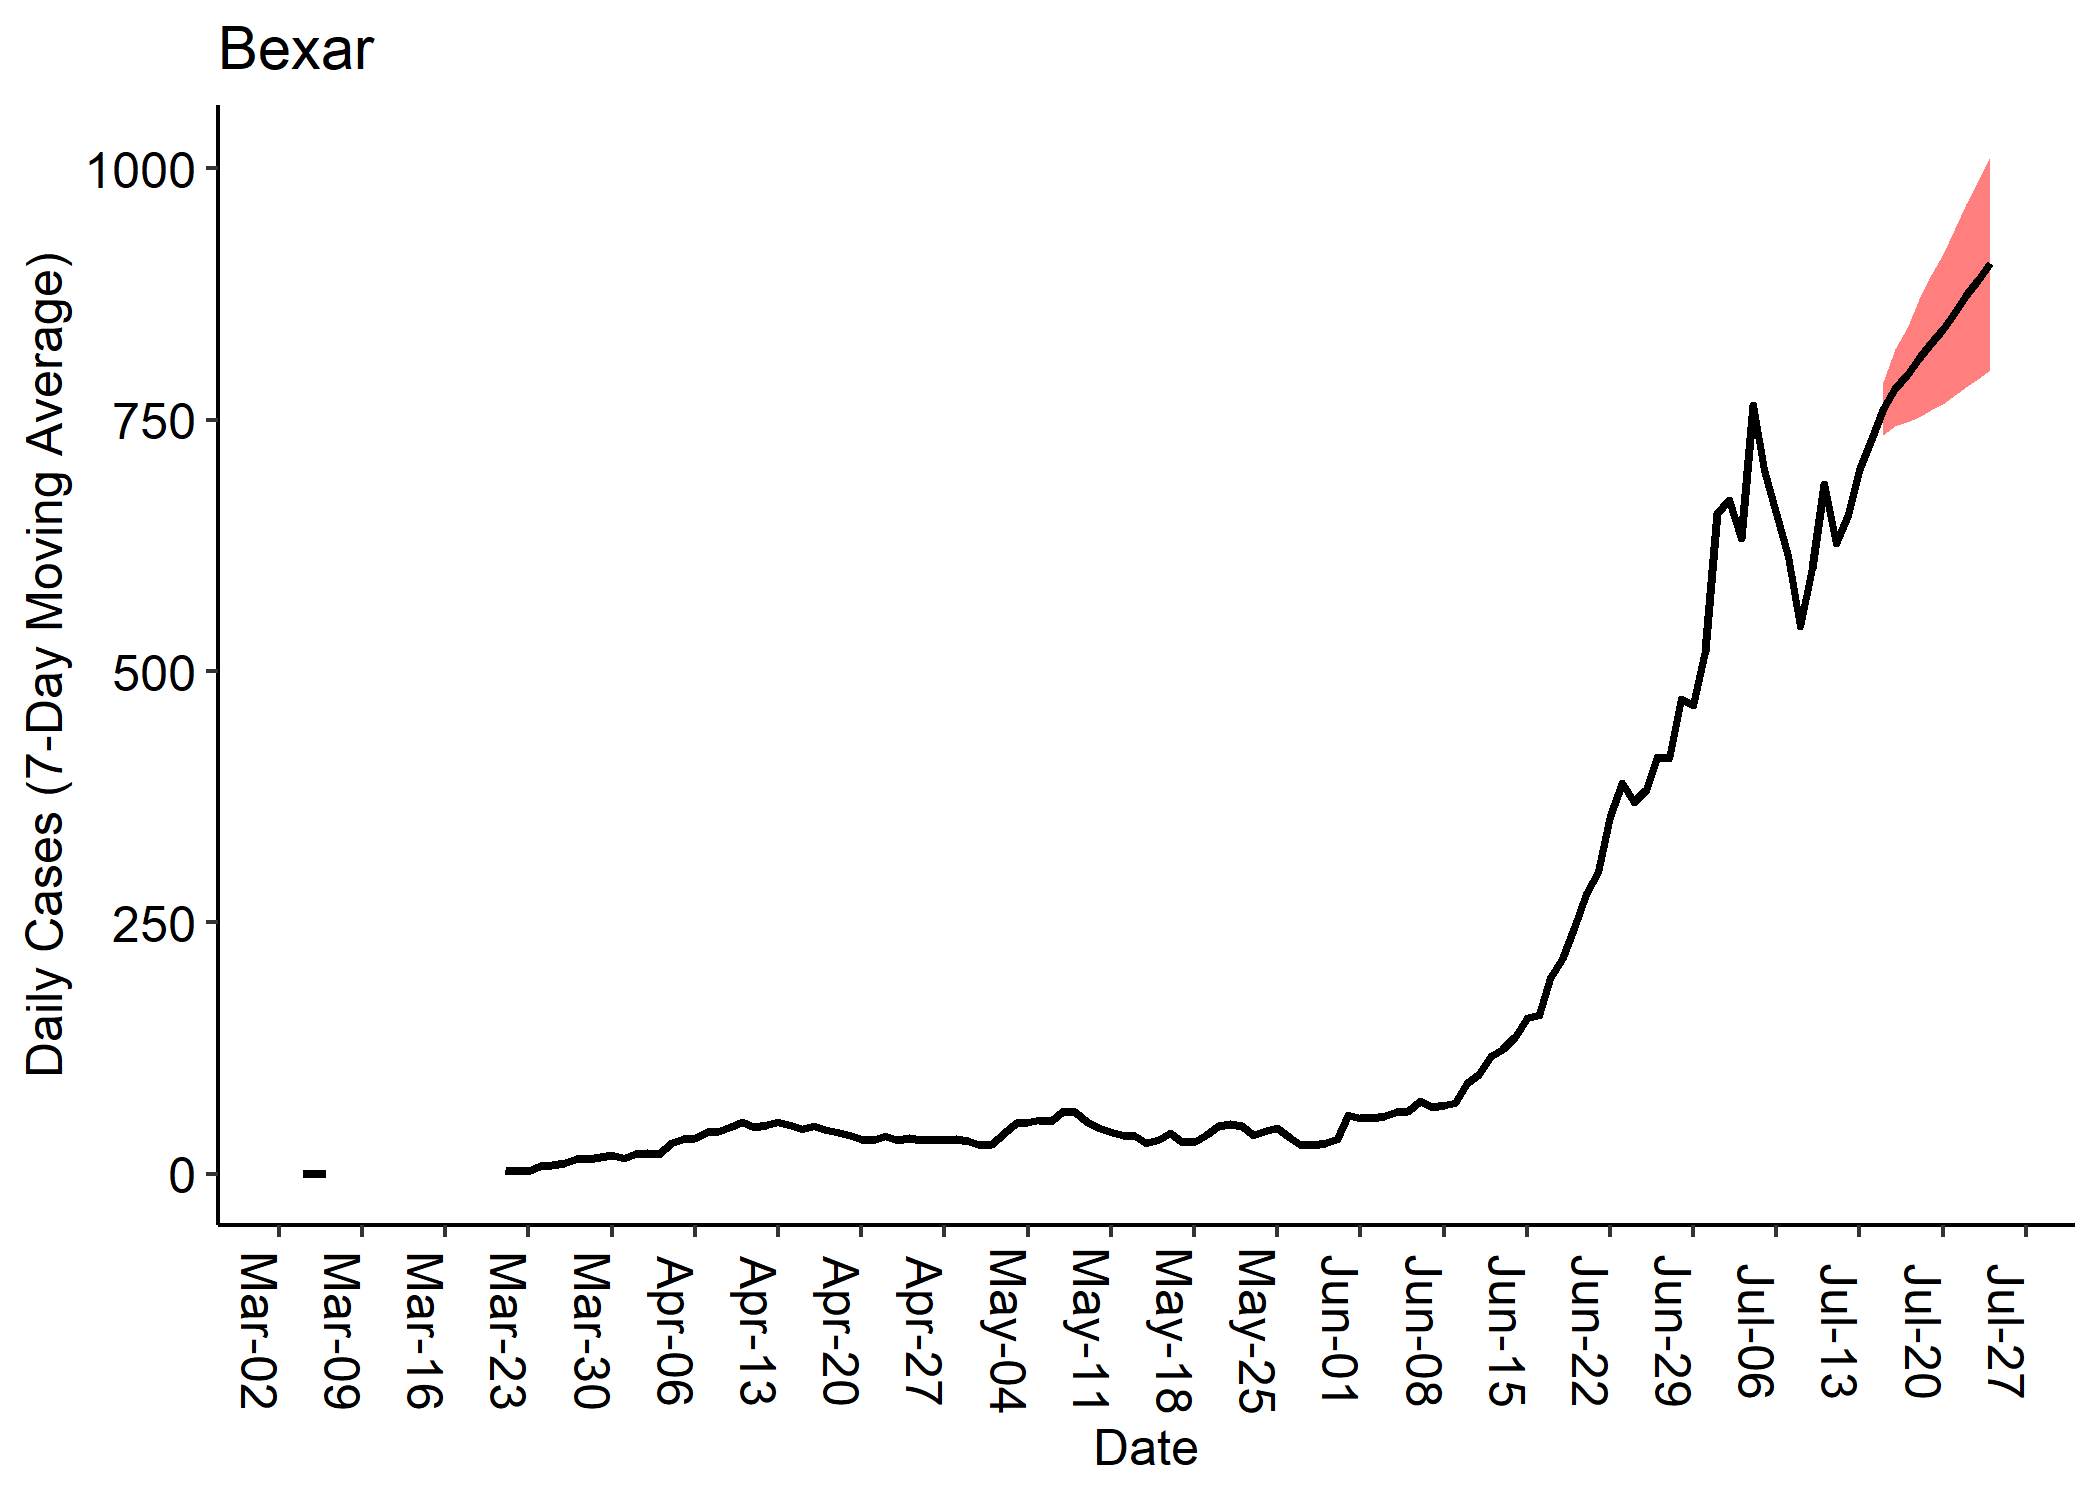 Bexar
Daily Cases (7-Day Moving Average)
1000
750
500
250
0
Mar-02
Mar-09
Mar-16
Mar-23
Mar-30
Apr-06
Apr-13
Apr-20
Apr-27
May-04
May-11
May-18
May-25
Jun-01
Jun-08
Jun-15
Jun-22
Jun-29
Jul-06
Jul-13
Jul-20
Jul-27
Date